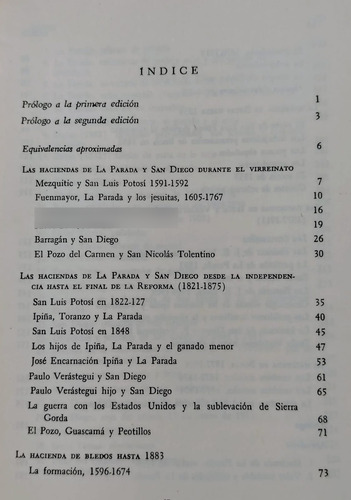 INDICE
Prólogo a la primera edición 1
Prólogo a la segunda edición 3
Equivalencias aproximadas 6
LAS HACIENDAS DE LA PARADA Y SAN DIEGO DURANTE EL VIRREINATO
Mezquitic y San Luis Potosí 1591-1592 7
Fuenmayor, La Parada y los jesuitas, 1605-1767 10
16
19
Barragán y San Diego 26
El Pozo del Carmen y San Nicolás Tolentino 30
LAS HACIENDAS DE LA PARADA Y SAN DIEGO DESDE LA INDEPENDEN-
CIA HASTA EL FINAL DE LA REFORMA (1821-1875)
San Luis Potosí en 1822-127 35
Ipiña, Toranzo y La Parada 40
San Luis Potosí en 1848 45
Los hijos de Ipiña, La Parada y el ganado menor 47
José Encarnación Ipiña y La Parada 53
Paulo Verástegui y San Diego 61
Paulo Verástegui hijo y San Diego 65
La guerra con los Estados Unidos y la sublevación de Sierra
Gorda 68
El Pozo, Guascamá y Peotillos 71
LA HACIENDA DE BLEDOS HASTA 1883
La formación, 1596-1674 73